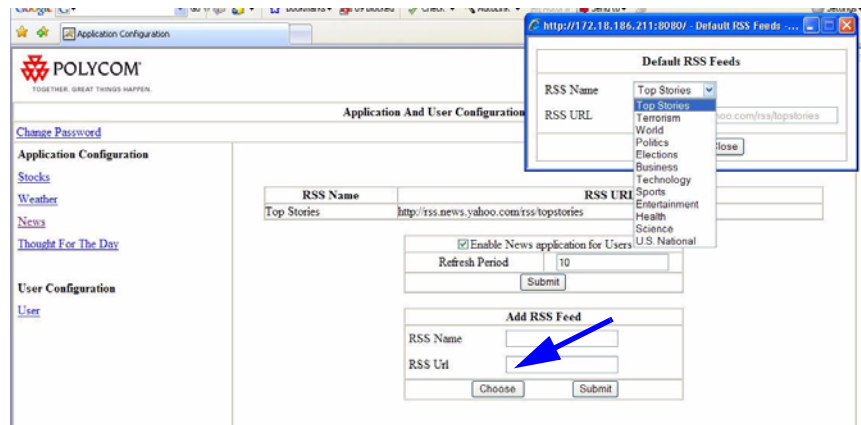 Application Configuration
http://172.18.186.211:8080/ - Default RSS Feeds -...
POLYCOM
TOGETHER, GREAT THINGS HAPPEN.
Default RSS Feeds
RSS Name Top Stories
RSS URL oo.com/rss/topstories
Close
Top Stories
Terrorism
World
Politics
Elections
Business
Technology
Sports
Entertainment
Health
Science
U.S. National
Application And User Configuration
Change Password
Application Configuration
Stocks
Weather
News
Thought For The Day
User Configuration
User
RSS Name RSS URL
Top Stories http://rss.news.yahoo.com/rss/topstories
Enable News application for Users
Refresh Period 10
Submit
Add RSS Feed
RSS Name
RSS Url
Choose Submit